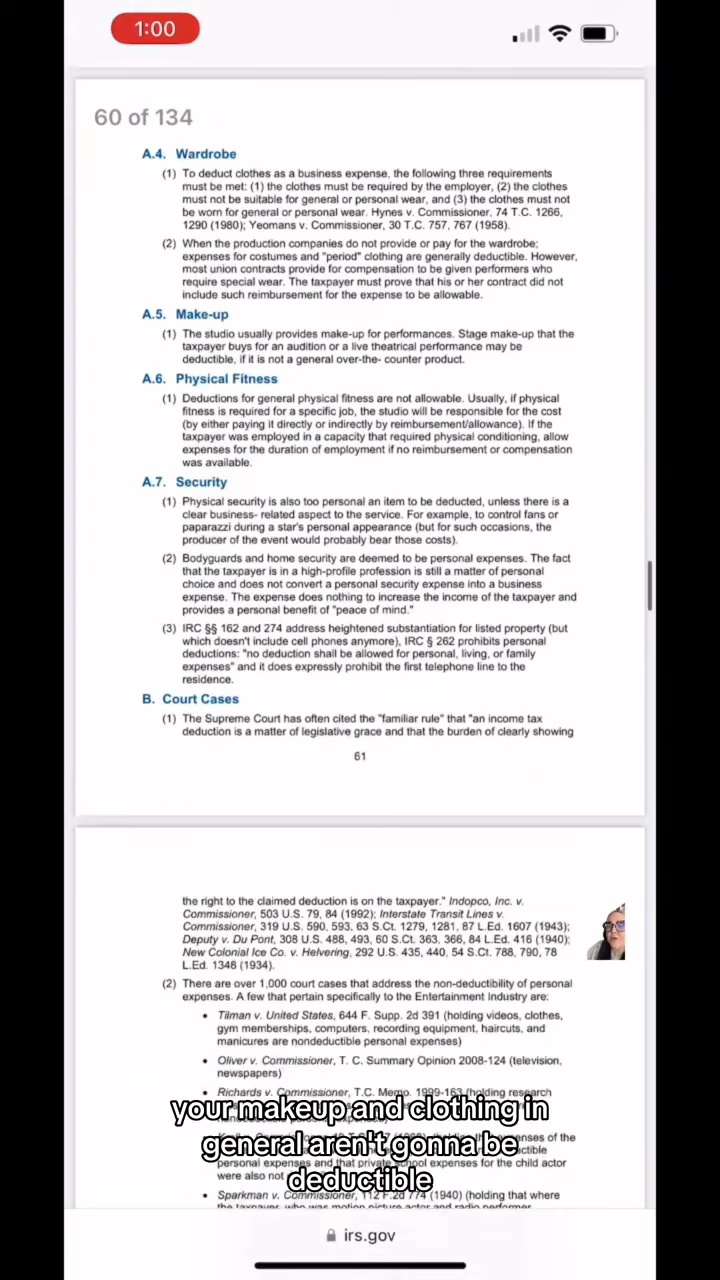 1:00
60 of 134
A.4. Wardrobe
(1) To deduct clothes as a business expense, the following three requirements
must be met: (1) the clothes must be required by the employer, (2) the clothes
must not be suitable for general or personal wear, and (3) the clothes must not
be worn for general or personal wear. Hynes v. Commissioner, 74 T.C. 1266,
1290 (1980); Yeomans v. Commissioner, 30 T.C. 757, 767 (1958).
(2) When the production companies do not provide or pay for the wardrobe;
expenses for costumes and "period" clothing are generally deductible. However,
most union contracts provide for compensation to be given performers who
require special wear. The taxpayer must prove that his or her contract did not
include such reimbursement for the expense to be allowable.
A.5. Make-up
(1) The studio usually provides make-up for performances. Stage make-up that the
taxpayer buys for an audition or a live theatrical performance may be
deductible, if it is not a general over-the- counter product.
A.6. Physical Fitness
(1) Deductions for general physical fitness are not allowable. Usually, if physical
fitness is required for a specific job, the studio will be responsible for the cost
(by either paying it directly or indirectly by reimbursement/allowance). If the
taxpayer was employed in a capacity that required physical conditioning, allow
expenses for the duration of employment if no reimbursement or compensation
was available.
A.7. Security
(1) Physical security is also too personal an item to be deducted, unless there is a
clear business- related aspect to the service. For example, to control fans or
paparazzi during a star's personal appearance (but for such occasions, the
producer of the event would probably bear those costs).
(2) Bodyguards and home security are deemed to be personal expenses. The fact
that the taxpayer is in a high-profile profession is still a matter of personal
choice and does not convert a personal security expense into a business
expense. The expense does nothing to increase the income of the taxpayer and
provides a personal benefit of "peace of mind."
(3) IRC §§ 162 and 274 address heightened substantiation for listed property (but
which doesn't include cell phones anymore), IRC § 262 prohibits personal
deductions: "no deduction shall be allowed for personal, living, or family
expenses" and it does expressly prohibit the first telephone line to the
residence.
B. Court Cases
(1) The Supreme Court has often cited the "familiar rule" that "an income tax
deduction is a matter of legislative grace and that the burden of clearly showing
61
the right to the claimed deduction is on the taxpayer." Indopco, Inc. v.
Commissioner, 503 U.S. 79, 84 (1992); Interstate Transit Lines v.
Commissioner, 319 U.S. 590, 593, 63 S.Ct. 1279, 1281, 87 L.Ed. 1607 (1943);
Deputy v. Du Pont, 308 U.S. 488, 493, 60 S.Ct. 363, 366, 84 L.Ed. 416 (1940);
New Colonial Ice Co. v. Helvering, 292 U.S. 435, 440, 54 S.Ct. 788, 790, 78
L.Ed. 1348 (1934).
(2) There are over 1,000 court cases that address the non-deductibility of personal
expenses. A few that pertain specifically to the Entertainment Industry are:
• Tilman v. United States, 644 F. Supp. 2d 391 (holding videos, clothes,
gym memberships, computers, recording equipment, haircuts, and
manicures are nondeductible personal expenses)
• Oliver v. Commissioner, T. C. Summary Opinion 2008-124 (television,
newspapers)
• Richards v. Commissioner, T.C. Memo. 1999-163 (holding research
enses of the
ctible
personal expenses and that private school expenses for the child actor
were also not
• Sparkman v. Commissioner, 112 F.2d 774 (1940) (holding that where
the taxpayer, who was motion picture actor and radio performer
your makeup and clothing in
general aren't gonna be
deductible
irs.gov